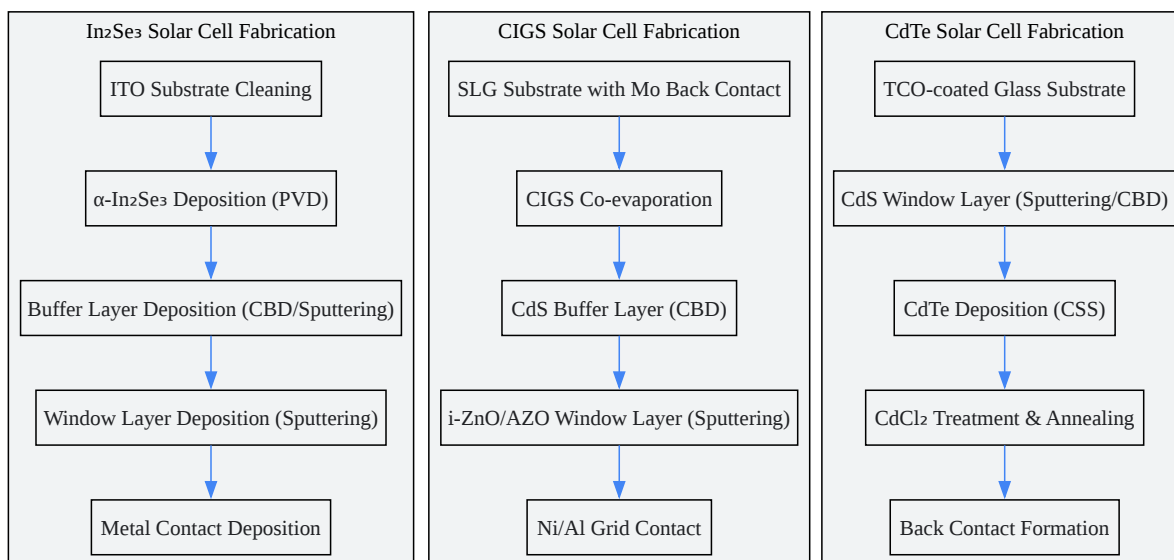 In₂Se₃ Solar Cell Fabrication
ITO Substrate Cleaning
α-In₂Se₃ Deposition (PVD)
Buffer Layer Deposition (CBD/Sputtering)
Window Layer Deposition (Sputtering)
Metal Contact Deposition
CIGS Solar Cell Fabrication
SLG Substrate with Mo Back Contact
CIGS Co-evaporation
CdS Buffer Layer (CBD)
i-ZnO/AZO Window Layer (Sputtering)
Ni/Al Grid Contact
CdTe Solar Cell Fabrication
TCO-coated Glass Substrate
CdS Window Layer (Sputtering/CBD)
CdTe Deposition (CSS)
CdCl₂ Treatment & Annealing
Back Contact Formation